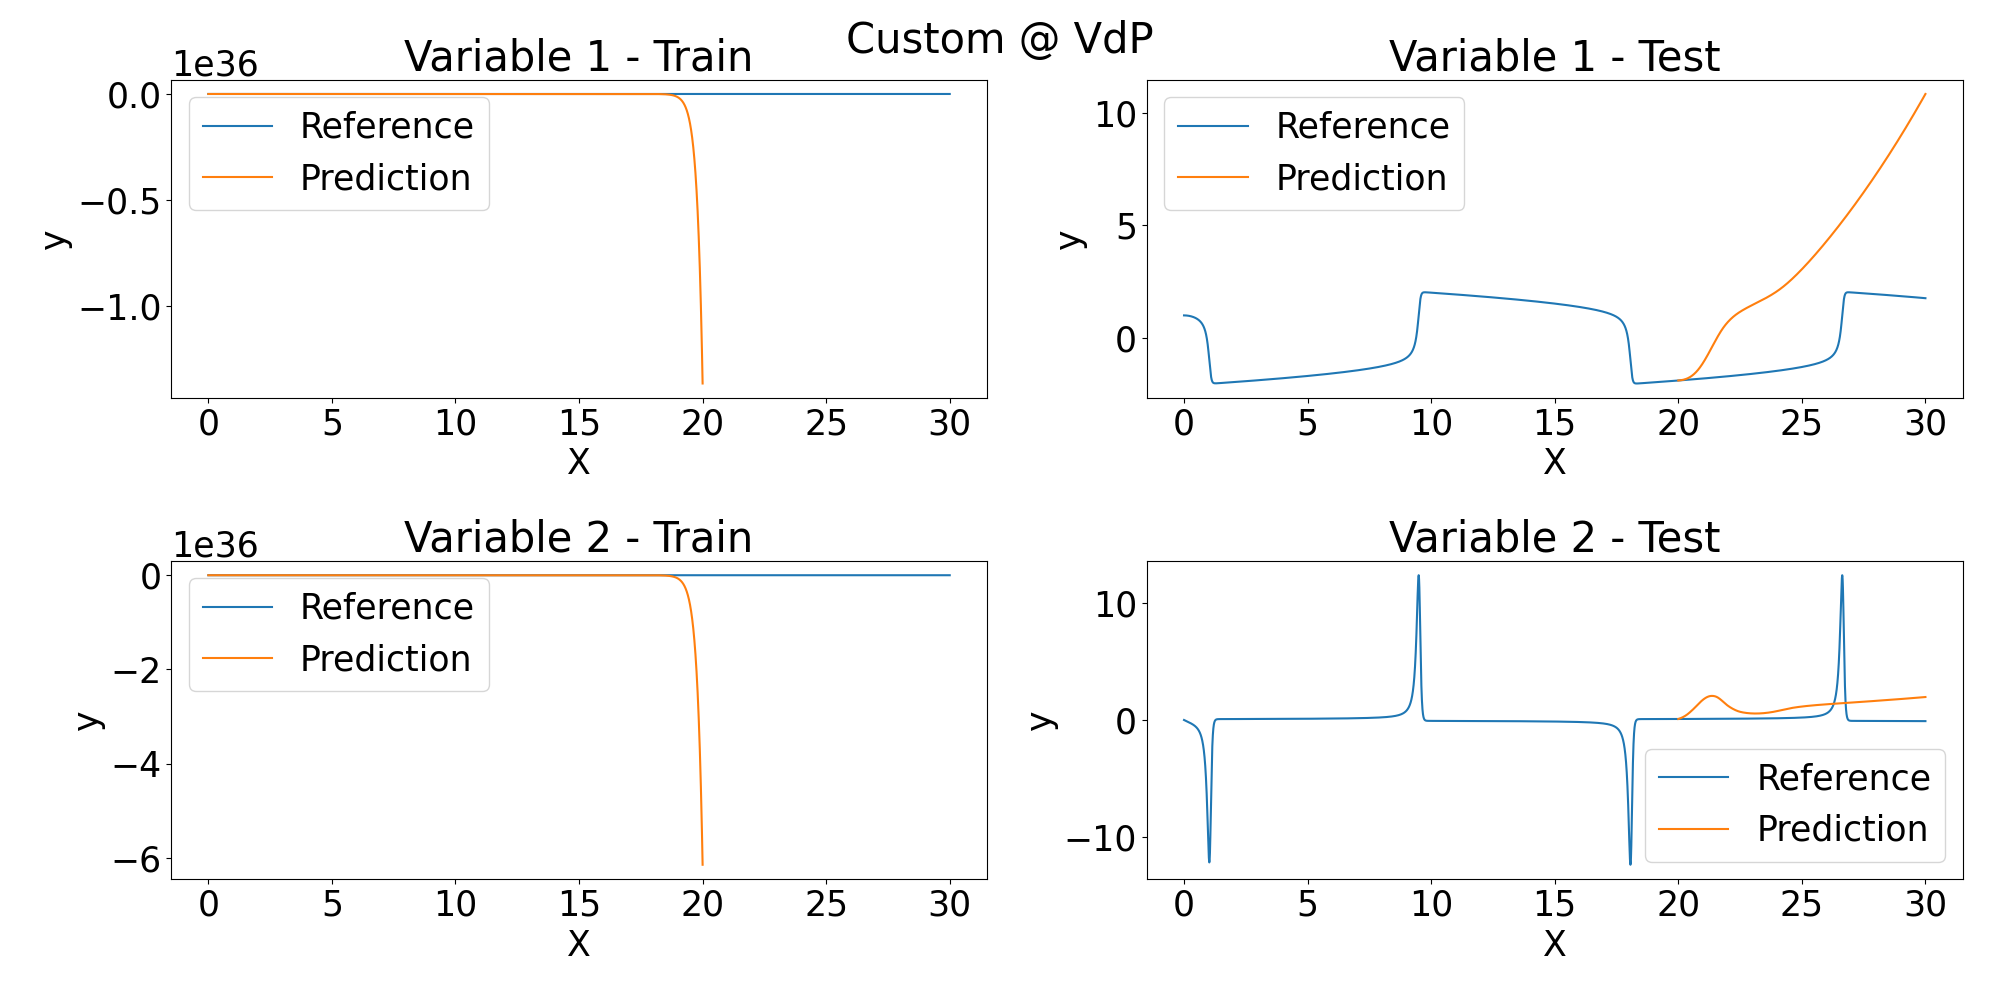 Custom @ VdP
Variable 1 - Train
1e36
0.0
−0.5
−1.0
y
Reference
Prediction
0 5 10 15 20 25 30
X
Variable 1 - Test
10
5
0
y
Reference
Prediction
0 5 10 15 20 25 30
X
Variable 2 - Train
1e36
0
−2
−4
−6
y
Reference
Prediction
0 5 10 15 20 25 30
X
Variable 2 - Test
10
0
−10
y
Reference
Prediction
0 5 10 15 20 25 30
X